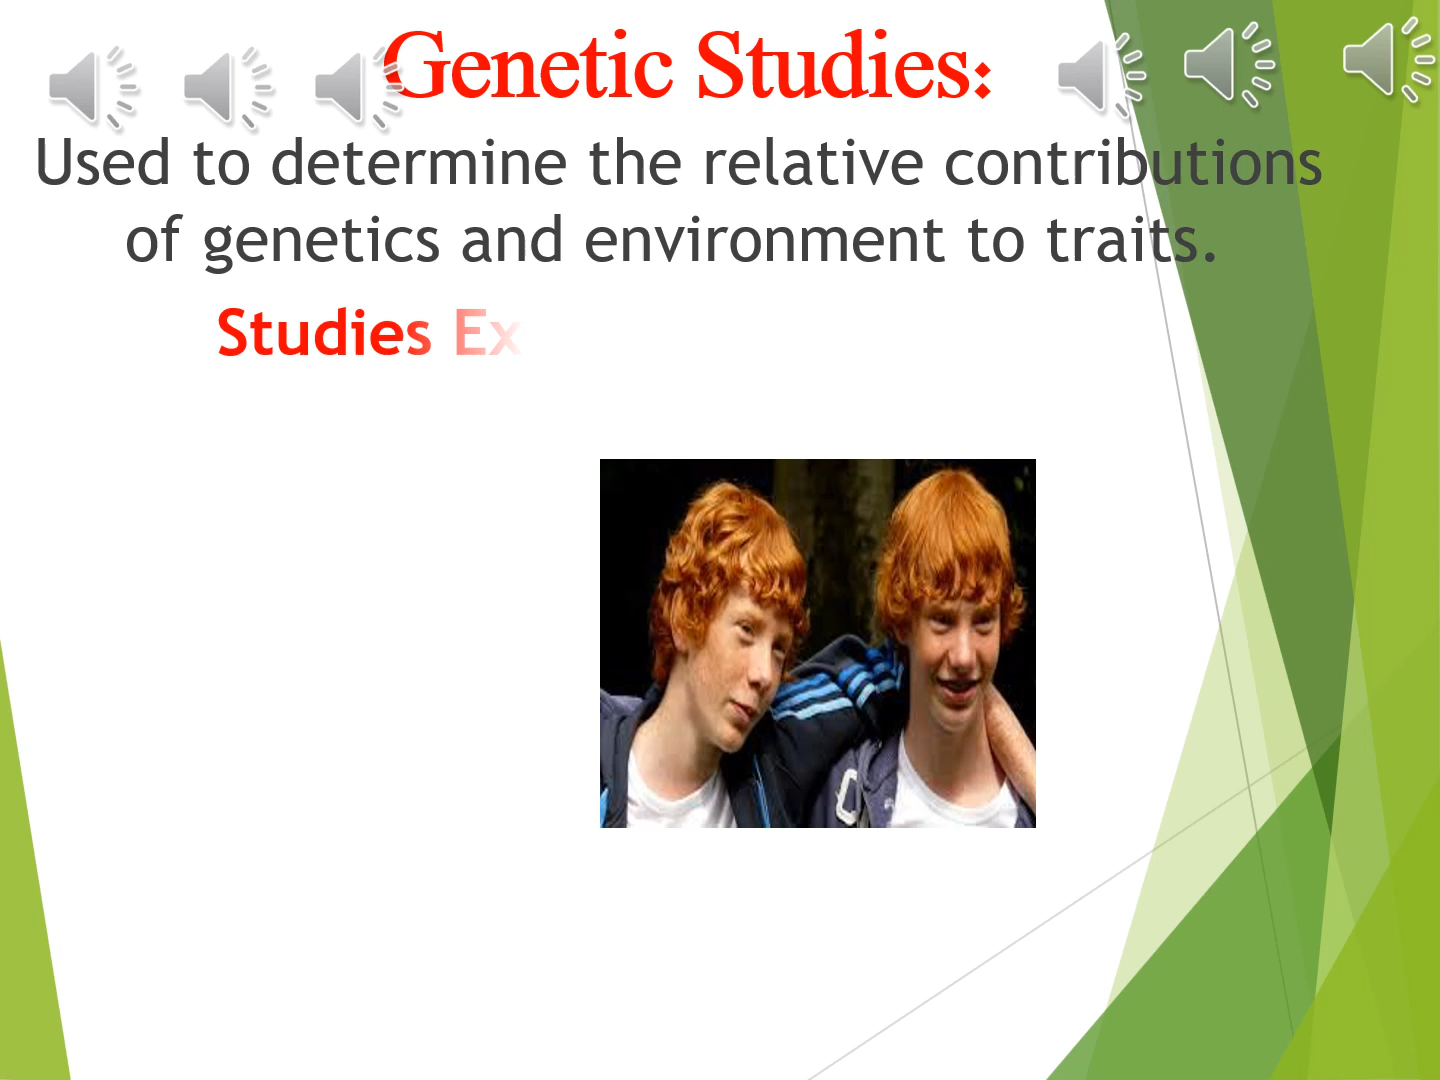 Genetic Studies:
Used to determine the relative contributions
of genetics and environment to traits.
Studies Ex